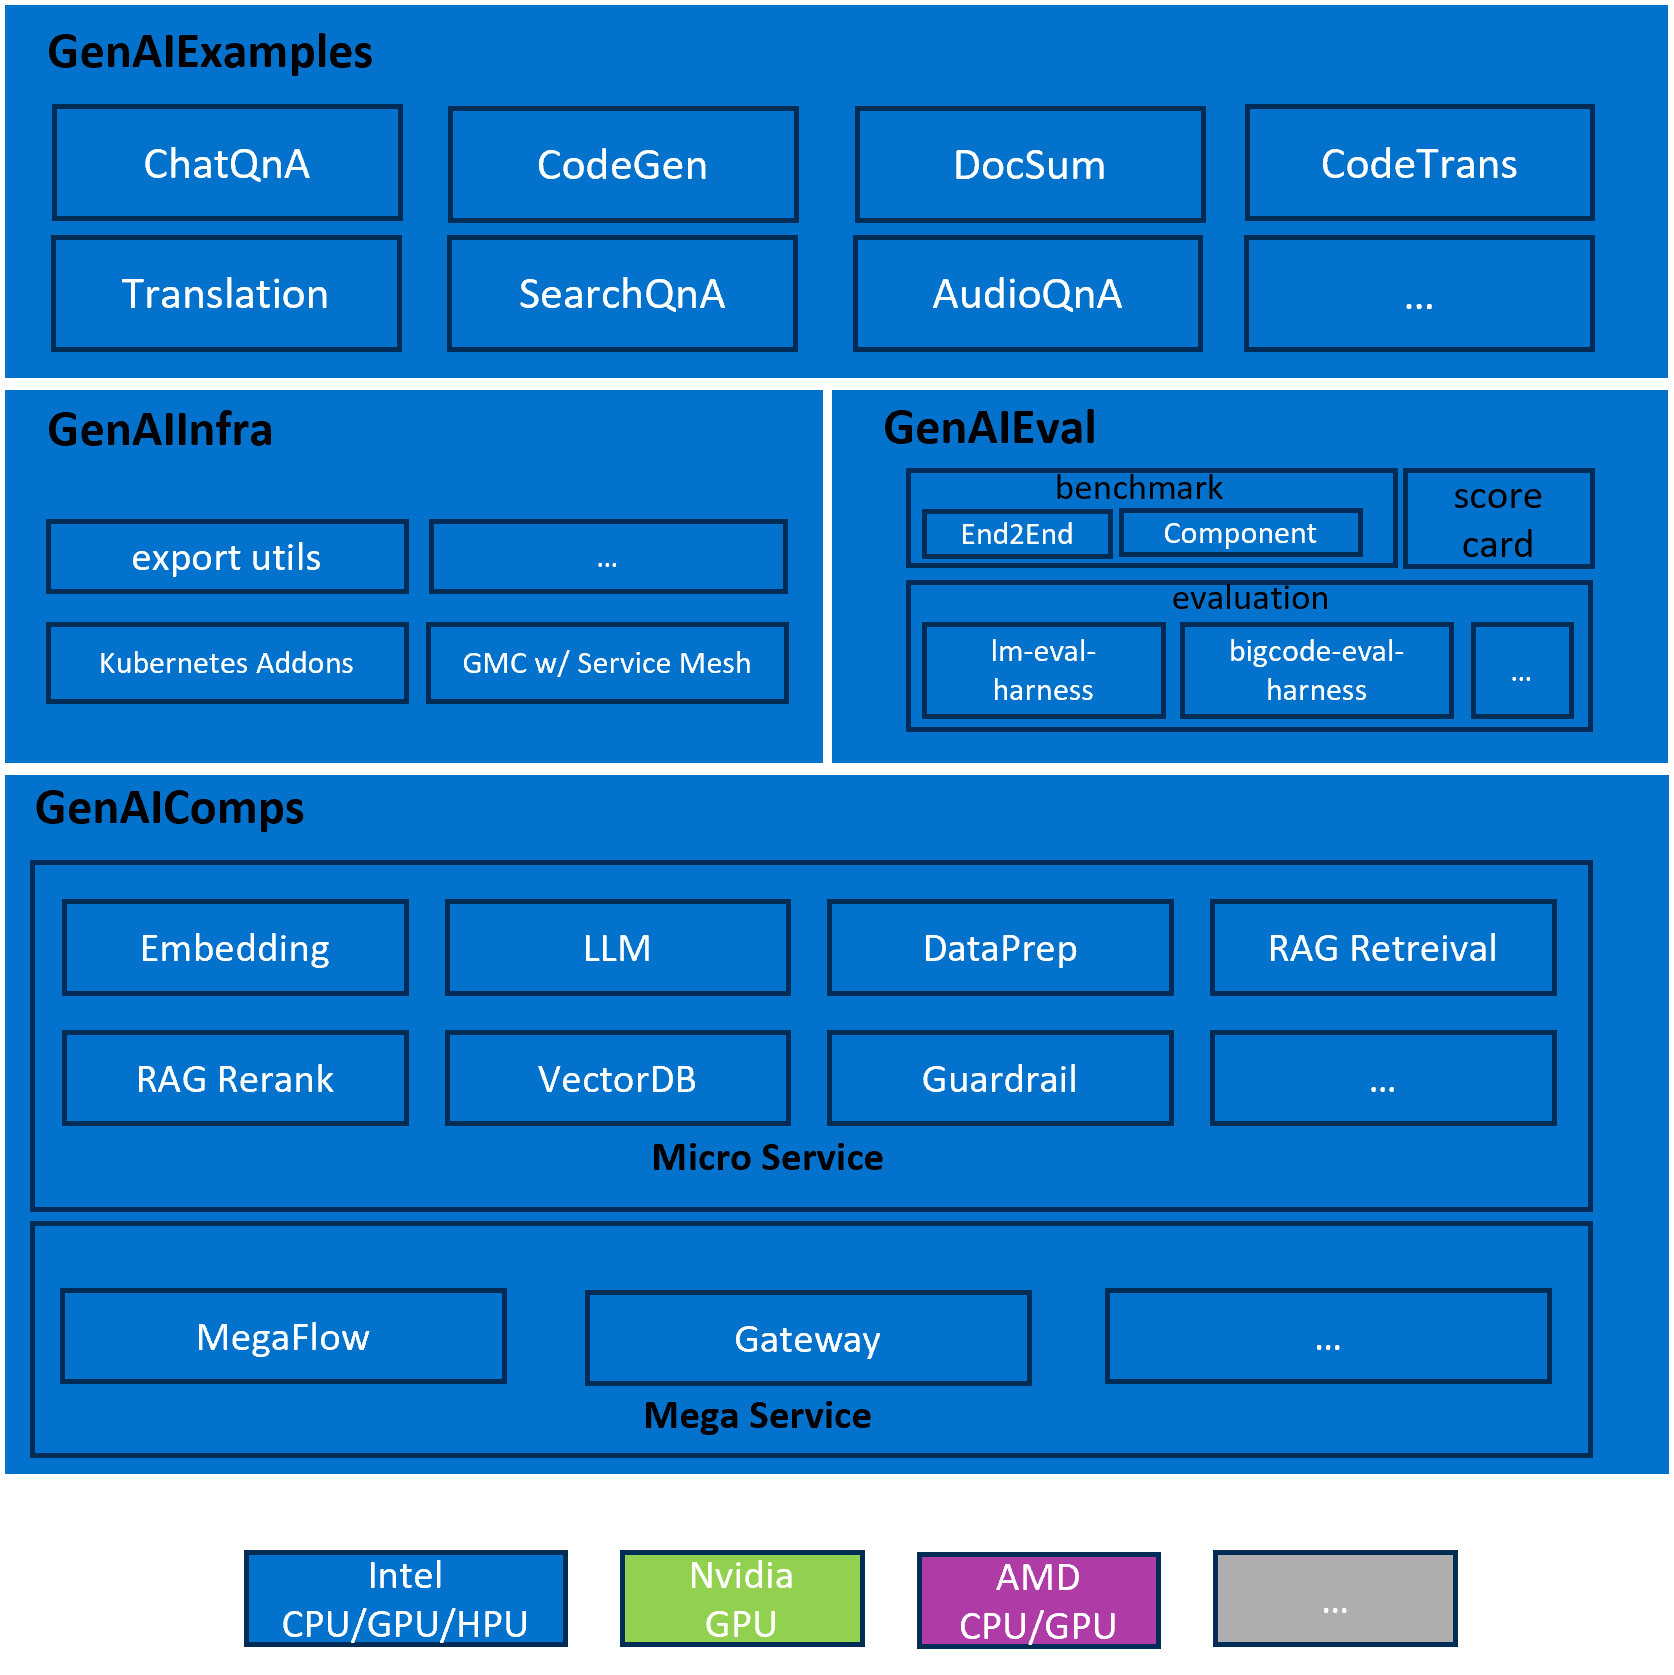 GenAIExamples
ChatQnA
CodeGen
DocSum
CodeTrans
Translation
SearchQnA
AudioQnA
...
GenAIInfra
export utils
...
Kubernetes Addons
GMC w/ Service Mesh
GenAIEval
benchmark
End2End
Component
score
card
evaluation
lm-eval-
harness
bigcode-eval-
harness
...
GenAIComps
Embedding
LLM
DataPrep
RAG Retreival
RAG Rerank
VectorDB
Guardrail
...
Micro Service
MegaFlow
Gateway
...
Mega Service
Intel
CPU/GPU/HPU
Nvidia
GPU
AMD
CPU/GPU
...